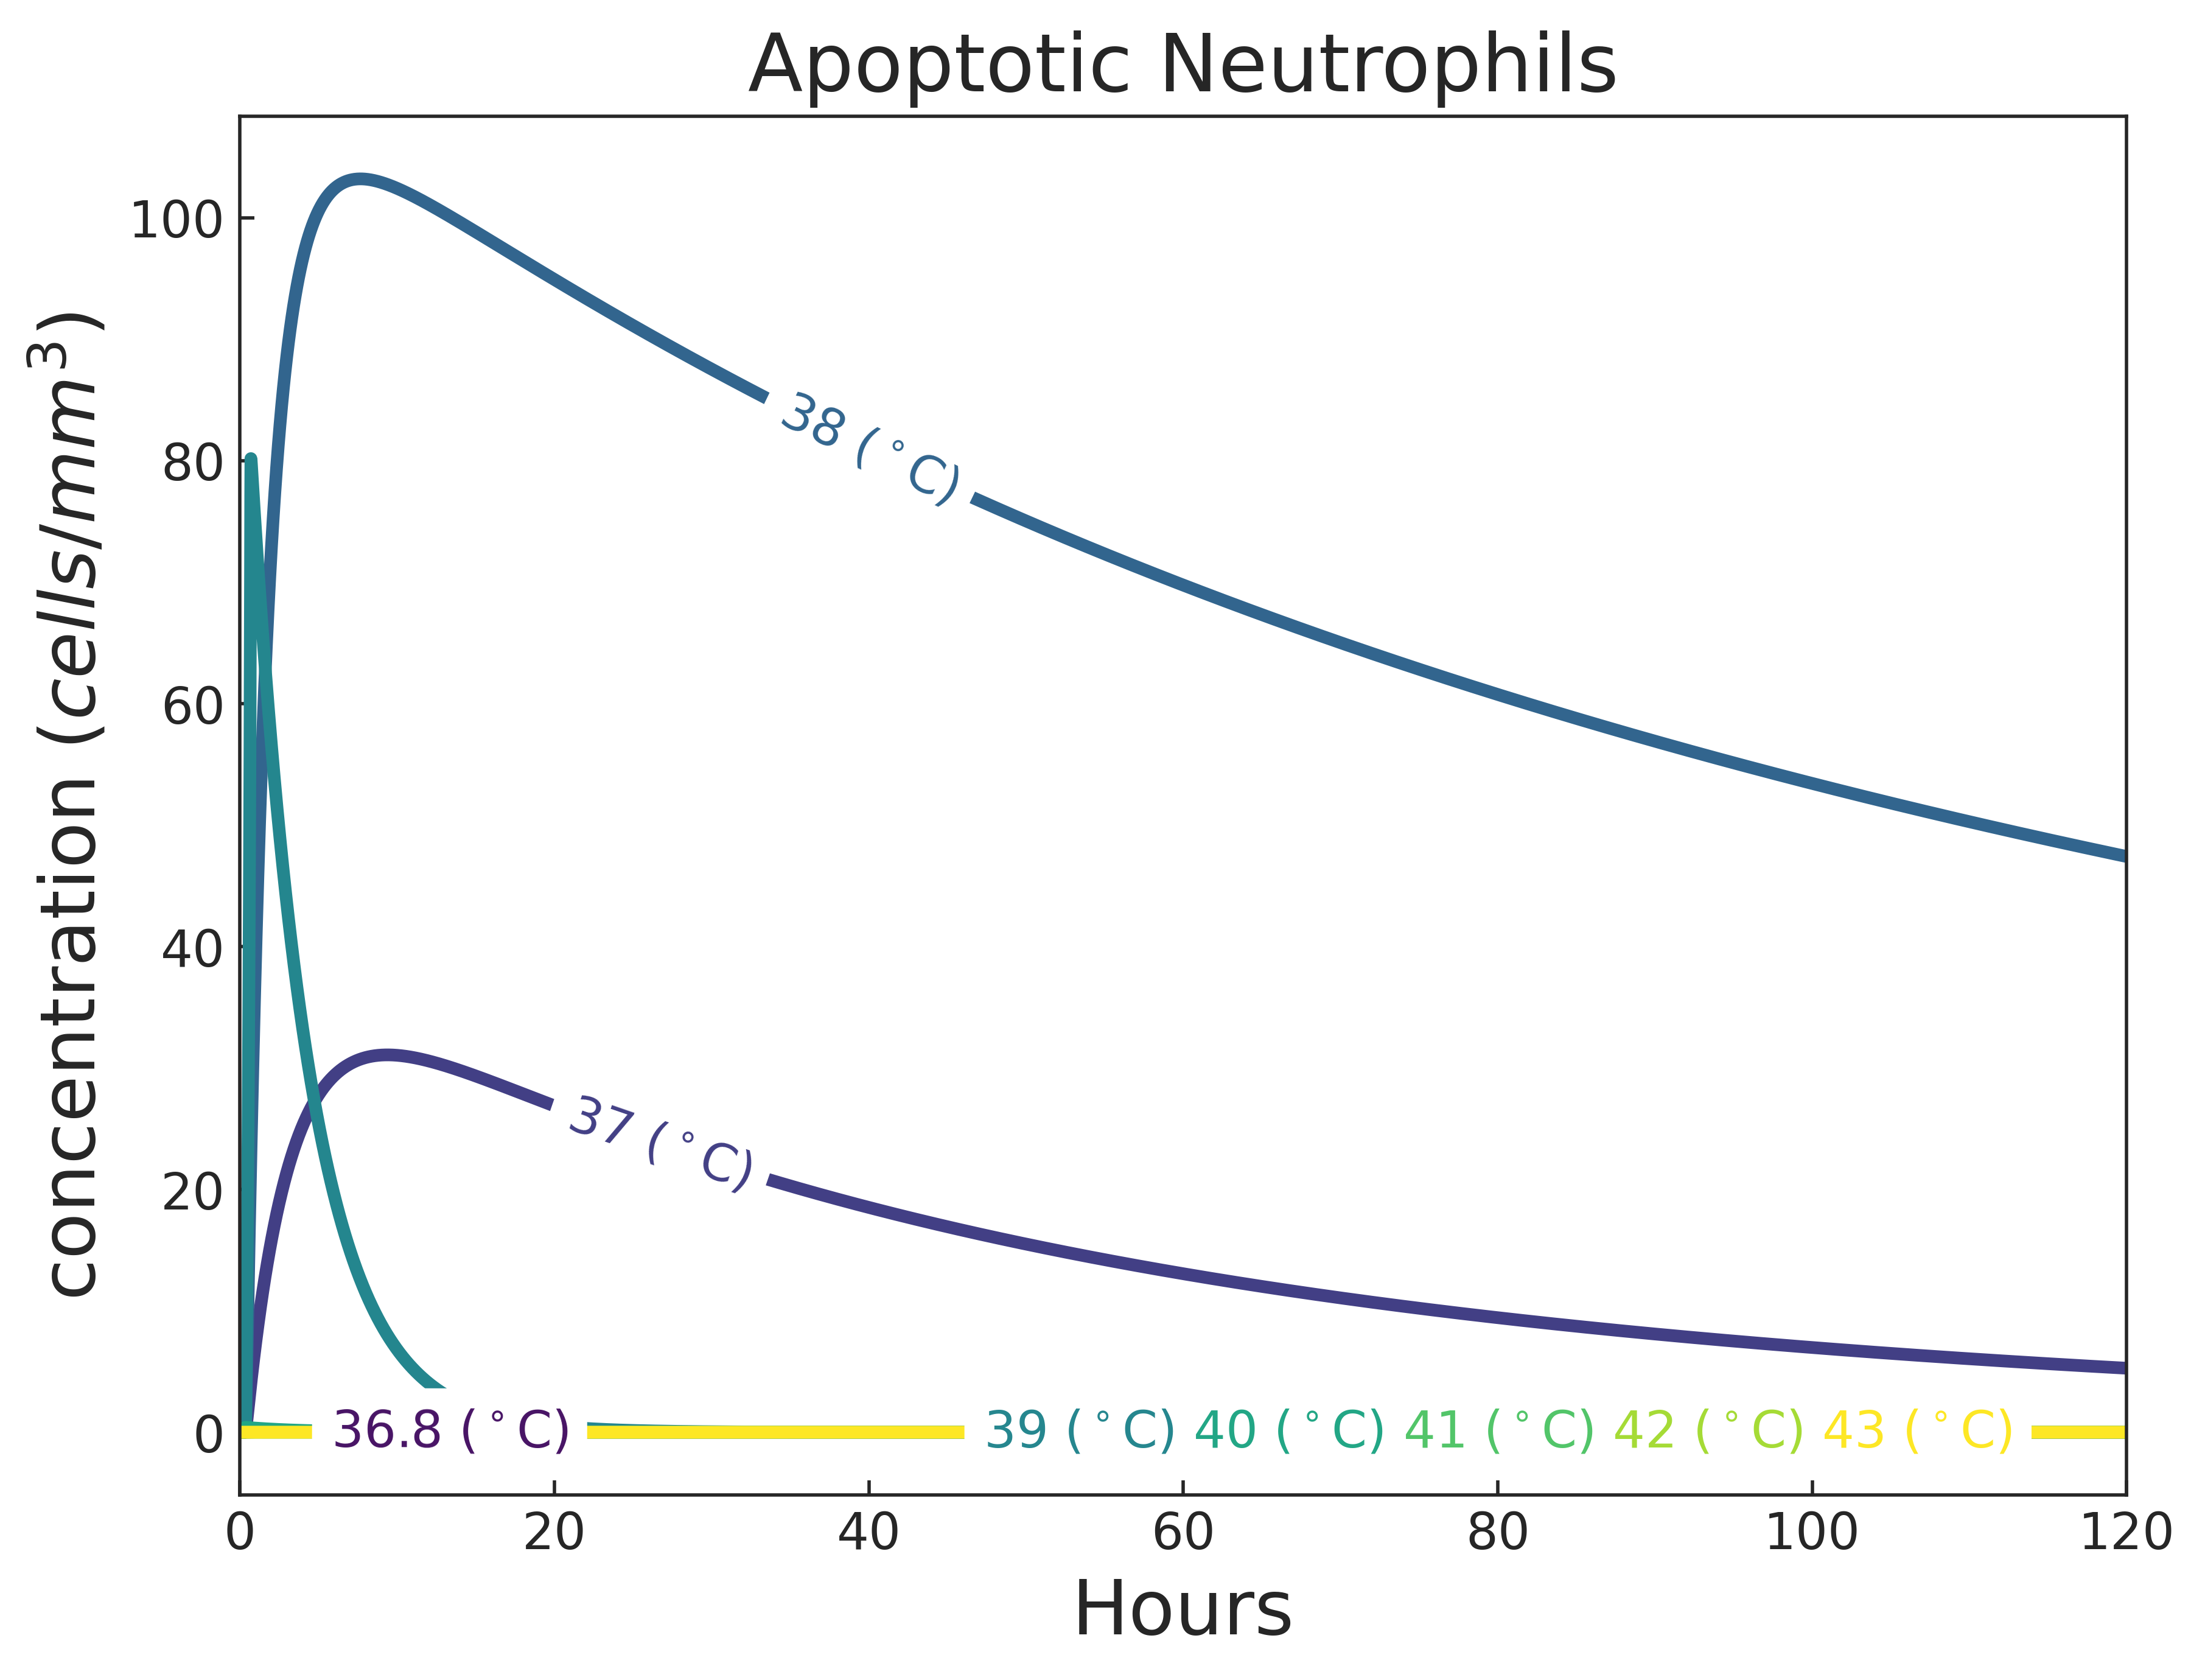 Apoptotic Neutrophils
concentration (cells/mm³)
100
80
60
40
20
0
38 (°C)
37 (°C)
36.8 (°C)
39 (°C) 40 (°C) 41 (°C) 42 (°C) 43 (°C)
0 20 40 60 80 100 120
Hours